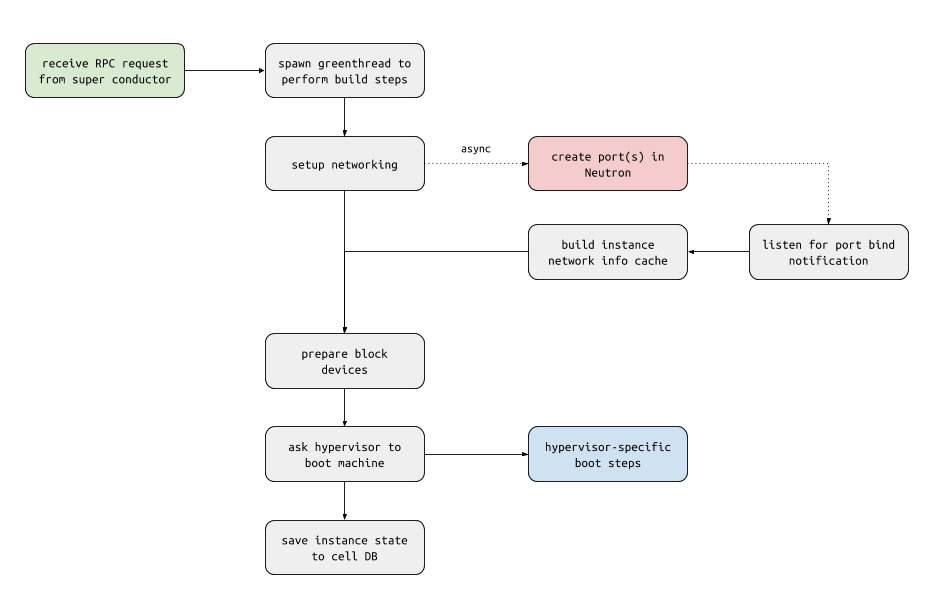 receive RPC request
from super conductor
spawn greenthread to
perform build steps
setup networking
async
create port(s) in
Neutron
build instance
network info cache
listen for port bind
notification
prepare block
devices
ask hypervisor to
boot machine
hypervisor-specific
boot steps
save instance state
to cell DB